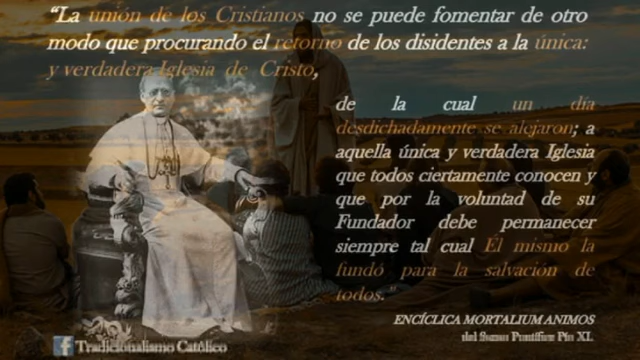 “La unión de los Cristianos no se puede fomentar de otro
modo que procurando el retorno de los disidentes a la única:
y verdadera Iglesia de Cristo,
de la cual un día
desdichadamente se alejaron; a
aquella única y verdadera Iglesia
que todos ciertamente conocen y
que por la voluntad de su
Fundador debe permanecer
siempre tal cual El mismo la
fundó para la salvación de
todos.”
ENCÍCLICA MORTALIUM ANIMOS
del Sumo Pontífice Pío XI.
Tradicionalismo Católico